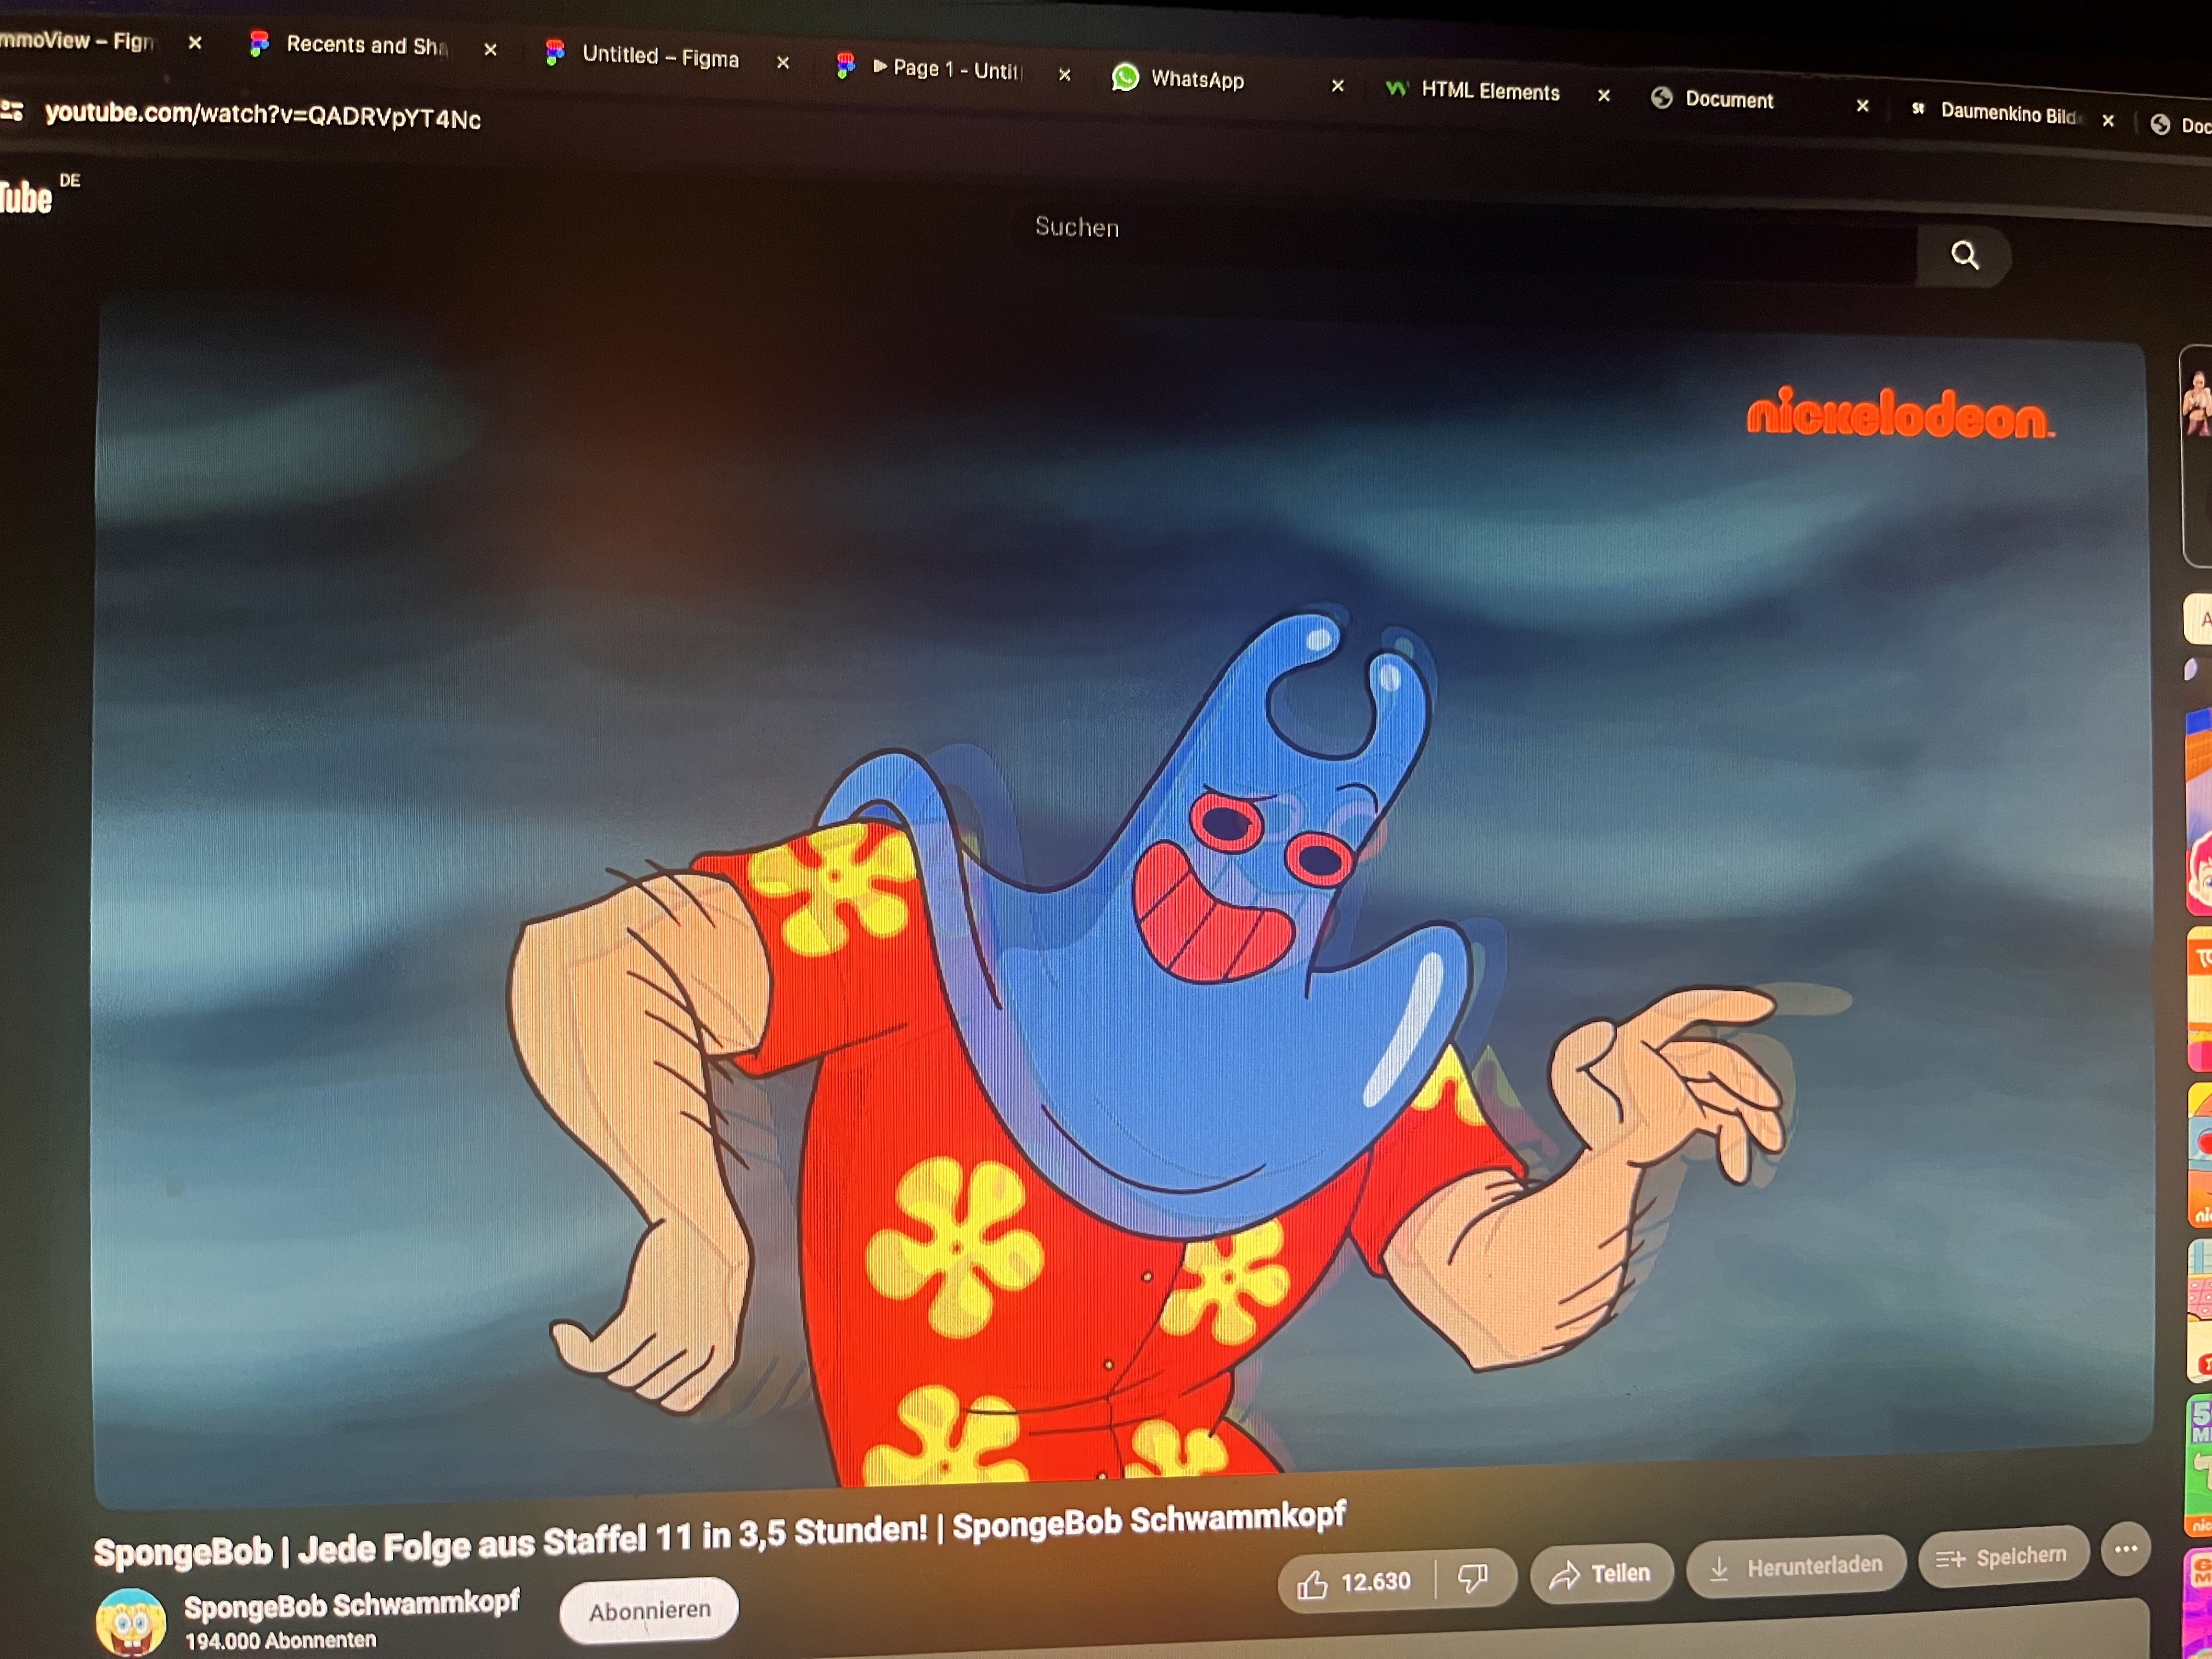 mmoView – Fign
Recents and Sha
Untitled – Figma
Page 1 - Untit
WhatsApp
HTML Elements
Document
Daumenkino Bild
Doc
youtube.com/watch?v=QADRVpYT4Nc
Tube DE
Suchen
nickelodeon
SpongeBob | Jede Folge aus Staffel 11 in 3,5 Stunden! | SpongeBob Schwammkopf
SpongeBob Schwammkopf
194.000 Abonnenten
Abonnieren
12.630
Teilen
Herunterladen
Speichern